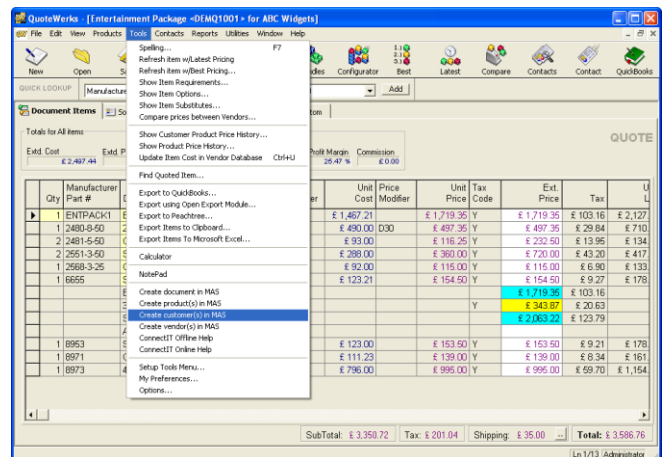 QuoteWerks - [Entertainment Package <DEMQ1001> for ABC Widgets]
File Edit View Products Tools Contacts Reports Utilities Window Help
New Open Configurator Best Latest Compare Contacts Contact QuickBooks
QUICK LOOKUP Manufacture Add
Document Items
Totals for All items
QUOTE
Extd. Cost Extd. P Profit Margin Commission
£ 2,497.44 25.47 % £ 0.00
Spelling... F7
Refresh item w/Latest Pricing
Refresh item w/Best Pricing...
Show Item Requirements...
Show Item Options...
Show Item Substitutes...
Compare prices between Vendors...
Show Customer Product Price History...
Show Product Price History...
Update Item Cost in Vendor Database Ctrl+U
Find Quoted Item...
Export to QuickBooks...
Export using Open Export Module...
Export to Peachtree...
Export Items to Clipboard...
Export Items To Microsoft Excel...
Calculator
NotePad
Create document in MAS
Create product(s) in MAS
Create customer(s) in MAS
Create vendor(s) in MAS
ConnectIT Offline Help
ConnectIT Online Help
Setup Tools Menu...
My Preferences...
Options...
Qty Manufacturer Part # Unit Cost Price Modifier Unit Price Tax Code Ext. Price Tax
1 ENTPACK1 £ 1,467.21 £ 1,719.35 Y £ 1,719.35 £ 103.16 £ 2,127.
1 2480-8-50 £ 490.00 D30 £ 497.35 Y £ 497.35 £ 29.84 £ 710.
2 2481-5-50 £ 93.00 £ 116.25 Y £ 232.50 £ 13.95 £ 134.
2 2551-3-50 £ 288.00 £ 360.00 Y £ 720.00 £ 43.20 £ 417.
1 2568-3-25 £ 92.00 £ 115.00 Y £ 115.00 £ 6.90 £ 133.
1 6655 £ 123.21 £ 154.50 Y £ 154.50 £ 9.27 £ 178.
£ 1,719.35 £ 103.16
Y £ 343.87 £ 20.63
£ 2,063.22 £ 123.79
1 8953 £ 123.00 £ 153.50 Y £ 153.50 £ 9.21 £ 178.
1 8971 £ 111.23 £ 139.00 Y £ 139.00 £ 8.34 £ 161.
1 8973 £ 796.00 £ 995.00 Y £ 995.00 £ 59.70 £ 1,154.
SubTotal: £ 3,350.72 Tax: £ 201.04 Shipping: £ 35.00 Total: £ 3,586.76
Ln 1/13 Administrator